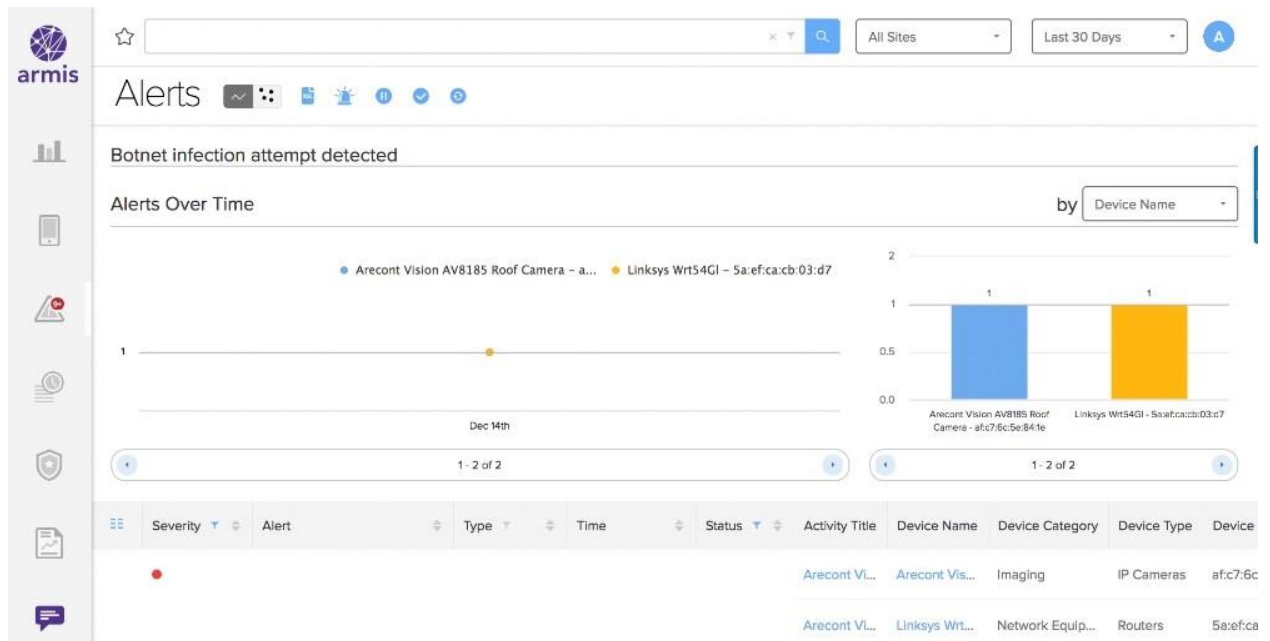 armis
All Sites
Last 30 Days
A
Alerts
Botnet infection attempt detected
Alerts Over Time
by Device Name
Arecont Vision AV8185 Roof Camera – a... Linksys Wrt54Gl – 5a:ef:ca:cb:03:d7
1
Dec 14th
1 - 2 of 2
2
1
0.5
0.0
1 1
Arecont Vision AV8185 Roof
Camera - af:c7:6c:5e:84:1e
Linksys Wrt54Gl - 5a:ef:ca:cb:03:d7
1 - 2 of 2
9+
Severity Alert Type Time Status Activity Title Device Name Device Category Device Type Device
Arecont Vi... Arecont Vis... Imaging IP Cameras af:c7:6c
Arecont Vi... Linksys Wrt... Network Equip... Routers 5a:ef:ca